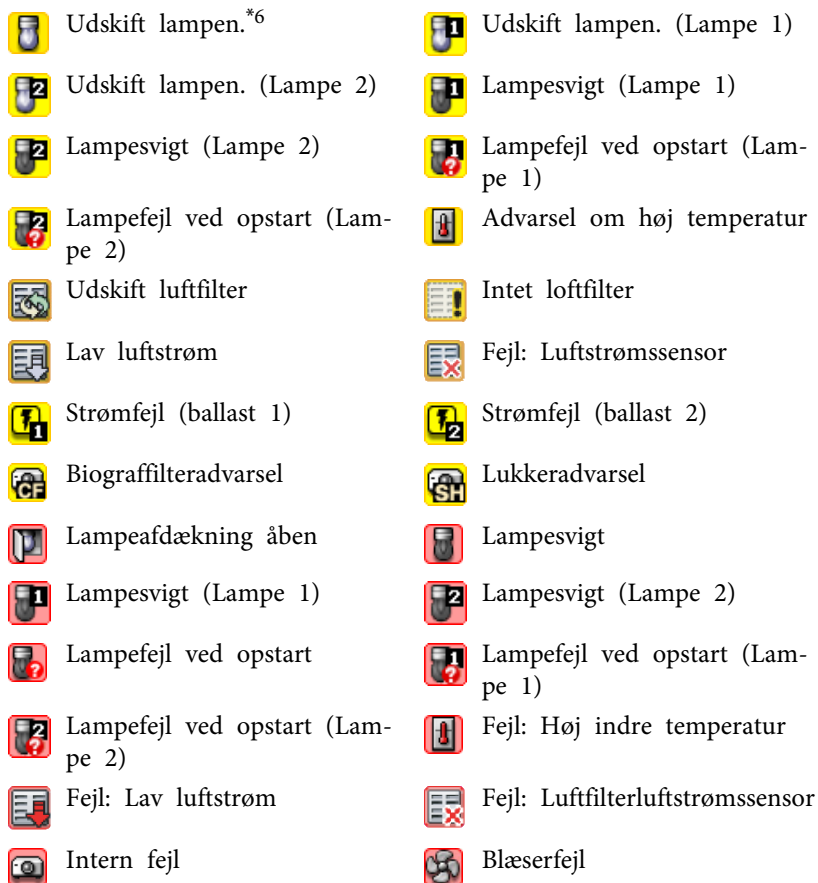 Udskift lampen.*6
Udskift lampen. (Lampe 1)
Udskift lampen. (Lampe 2)
Lampesvigt (Lampe 1)
Lampesvigt (Lampe 2)
Lampefejl ved opstart (Lam-
pe 1)
Lampefejl ved opstart (Lam-
pe 2)
Advarsel om høj temperatur
Udskift luftfilter
Intet loftfilter
Lav luftstrøm
Fejl: Luftstrømssensor
Strømfejl (ballast 1)
Strømfejl (ballast 2)
CF
Biograffilteradvarsel
SH
Lukkeradvarsel
Lampeafdækning åben
Lampesvigt
Lampesvigt (Lampe 1)
Lampesvigt (Lampe 2)
Lampefejl ved opstart
Lampefejl ved opstart (Lam-
pe 1)
Lampefejl ved opstart (Lam-
pe 2)
Fejl: Høj indre temperatur
Fejl: Lav luftstrøm
Fejl: Luftfilterluftstrømssensor
Intern fejl
Blæserfejl